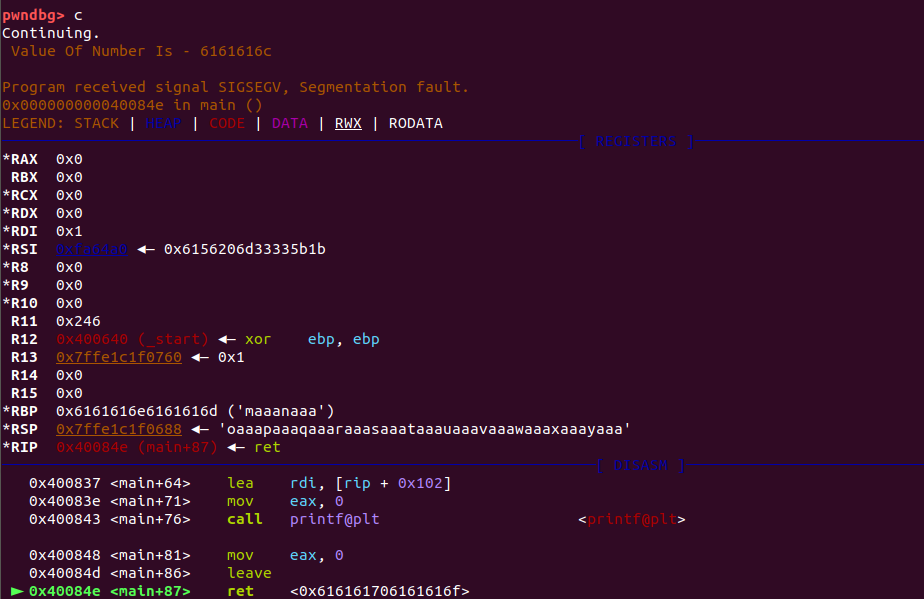 pwndbg> c
Continuing.
 Value Of Number Is - 6161616c
Program received signal SIGSEGV, Segmentation fault.
0x000000000040084e in main ()
LEGEND: STACK | HEAP | CODE | DATA | RWX | RODATA
[ REGISTERS ]
*RAX  0x0
 RBX  0x0
*RCX  0x0
*RDX  0x0
*RDI  0x1
*RSI  0xfa64a0 ◂— 0x6156206d33335b1b
*R8   0x0
*R9   0x0
*R10  0x0
 R11  0x246
 R12  0x400640 (_start) ◂— xor    ebp, ebp
 R13  0x7ffe1c1f0760 ◂— 0x1
 R14  0x0
 R15  0x0
*RBP  0x6161616e6161616d ('maaanaaa')
*RSP  0x7ffe1c1f0688 ◂— 'oaaapaaaqaaaraaasaaataaauaaavaaawaaaxaaayaaa'
*RIP  0x40084e (main+87) ◂— ret
[ DISASM ]
   0x400837 <main+64>    lea    rdi, [rip + 0x102]
   0x40083e <main+71>    mov    eax, 0
   0x400843 <main+76>    call   printf@plt                      <printf@plt>
   0x400848 <main+81>    mov    eax, 0
   0x40084d <main+86>    leave
 ► 0x40084e <main+87>    ret    <0x616161706161616f>